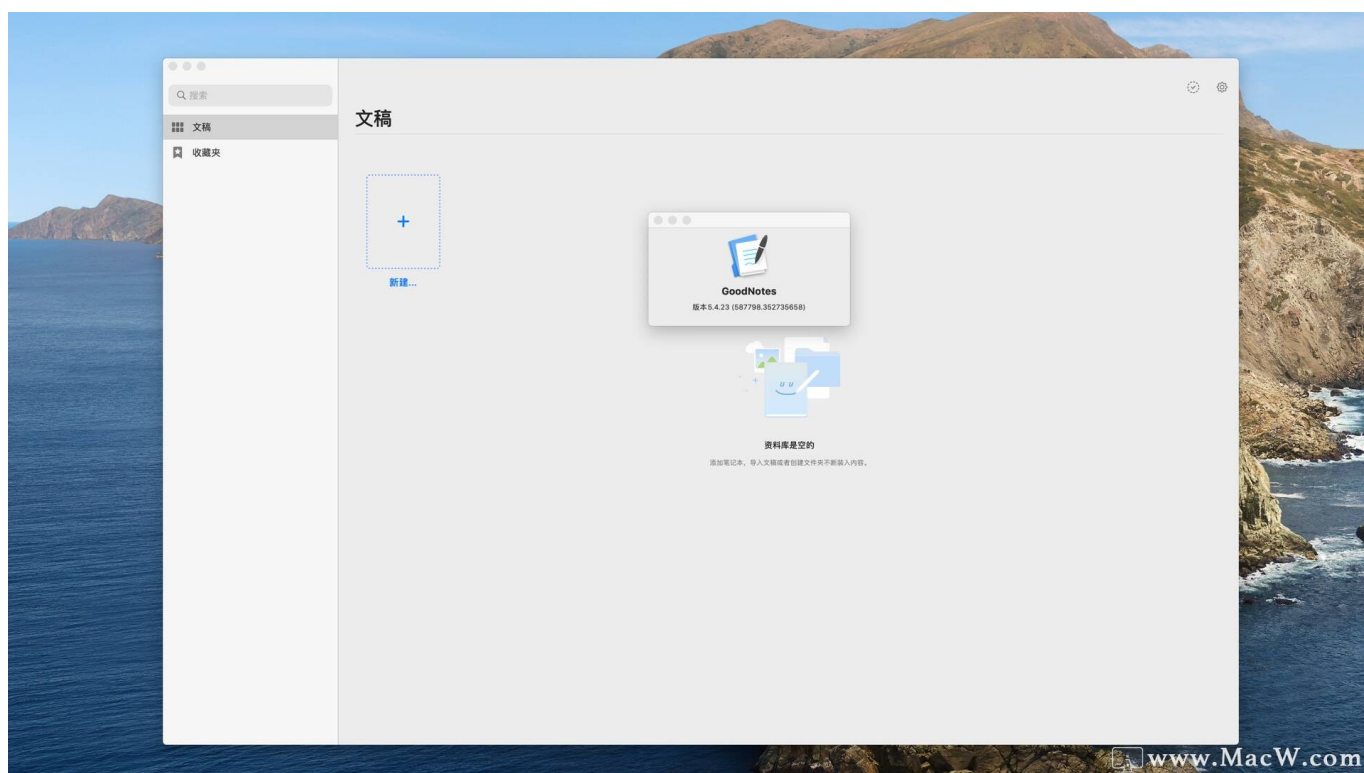 搜索
文稿
收藏夹
文稿
新建...
GoodNotes
版本5.4.23 (587798.352735658)
资料库是空的
添加笔记本，导入文稿或者创建文件夹不断装入内容。
www.MacW.com